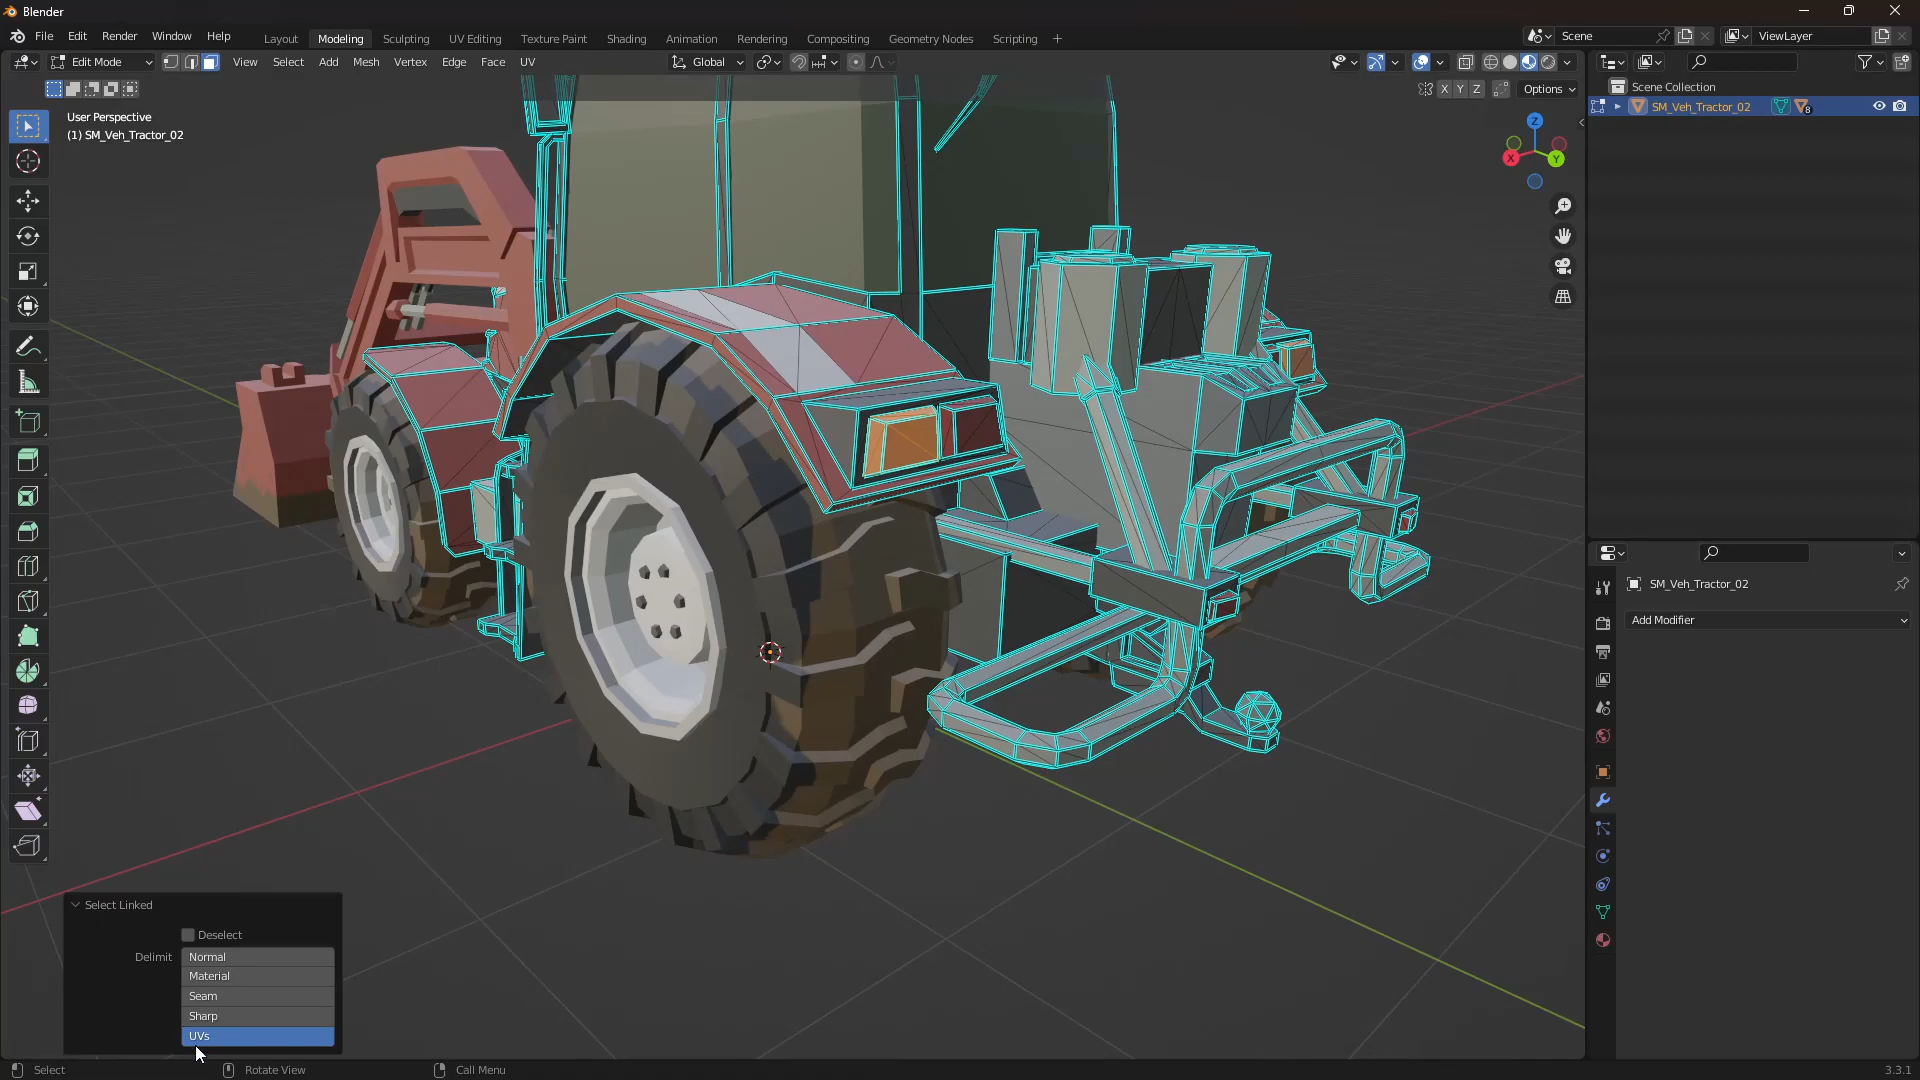 Blender
File Edit Render Window Help
Layout Modeling Sculpting UV Editing Texture Paint Shading Animation Rendering Compositing Geometry Nodes Scripting +
Scene
ViewLayer
Edit Mode
View Select Add Mesh Vertex Edge Face UV
Global
X Y Z
Options
Scene Collection
SM_Veh_Tractor_02
8
User Perspective
(1) SM_Veh_Tractor_02
Z
X
Y
SM_Veh_Tractor_02
Add Modifier
Select Linked
Deselect
Delimit
Normal
Material
Seam
Sharp
UVs
Select
Rotate View
Call Menu
3.3.1